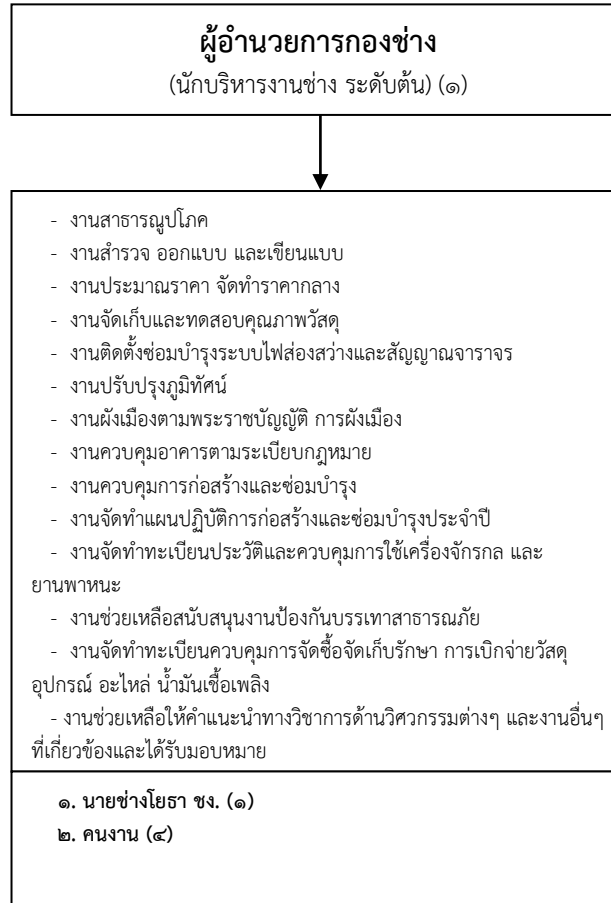 ผู้อำนวยการกองช่าง
(นักบริหารงานช่าง ระดับต้น) (๑)
- งานสาธารณูปโภค
- งานสำรวจ ออกแบบ และเขียนแบบ
- งานประมาณราคา จัดทำราคากลาง
- งานจัดเก็บและทดสอบคุณภาพวัสดุ
- งานติดตั้งซ่อมบำรุงระบบไฟส่องสว่างและสัญญาณจาราจร
- งานปรับปรุงภูมิทัศน์
- งานผังเมืองตามพระราชบัญญัติ การผังเมือง
- งานควบคุมอาคารตามระเบียบกฎหมาย
- งานควบคุมการก่อสร้างและซ่อมบำรุง
- งานจัดทำแผนปฏิบัติการก่อสร้างและซ่อมบำรุงประจำปี
- งานจัดทำทะเบียนประวัติและควบคุมการใช้เครื่องจักรกล และ
ยานพาหนะ
- งานช่วยเหลือสนับสนุนงานป้องกันบรรเทาสาธารณภัย
- งานจัดทำทะเบียนควบคุมการจัดซื้อจัดเก็บรักษา การเบิกจ่ายวัสดุ
อุปกรณ์ อะไหล่ น้ำมันเชื้อเพลิง
- งานช่วยเหลือให้คำแนะนำทางวิชาการด้านวิศวกรรมต่างๆ และงานอื่นๆ
ที่เกี่ยวข้องและได้รับมอบหมาย
๑. นายช่างโยธา ชง. (๑)
๒. คนงาน (๔)